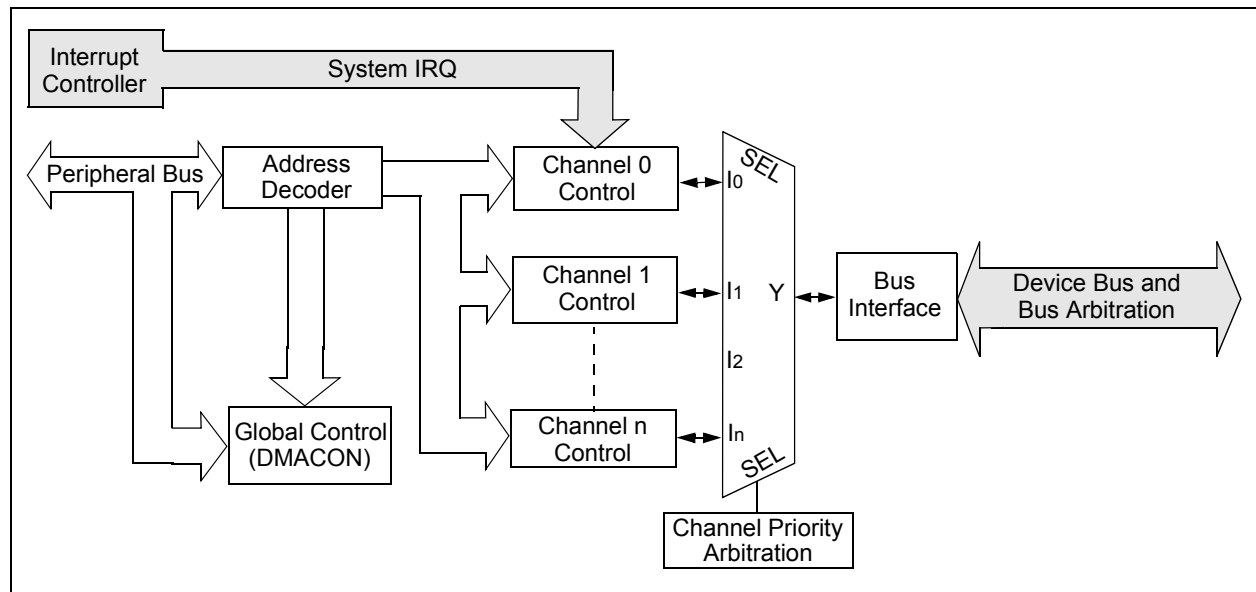 Interrupt
Controller
System IRQ
Peripheral Bus
Address
Decoder
Channel 0
Control
Channel 1
Control
Channel n
Control
Global Control
(DMACON)
SEL
I0
I1
Y
I2
In
SEL
Bus
Interface
Device Bus and
Bus Arbitration
Channel Priority
Arbitration